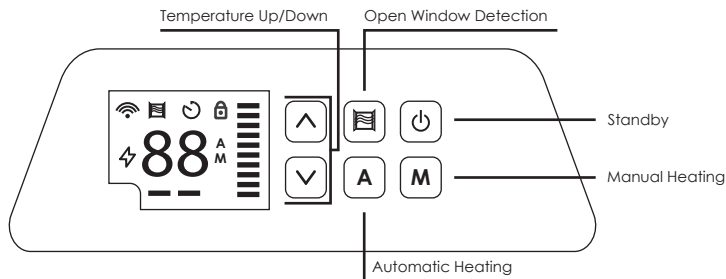 Temperature Up/Down
Open Window Detection
88
A
M
Standby
A
M
Manual Heating
Automatic Heating